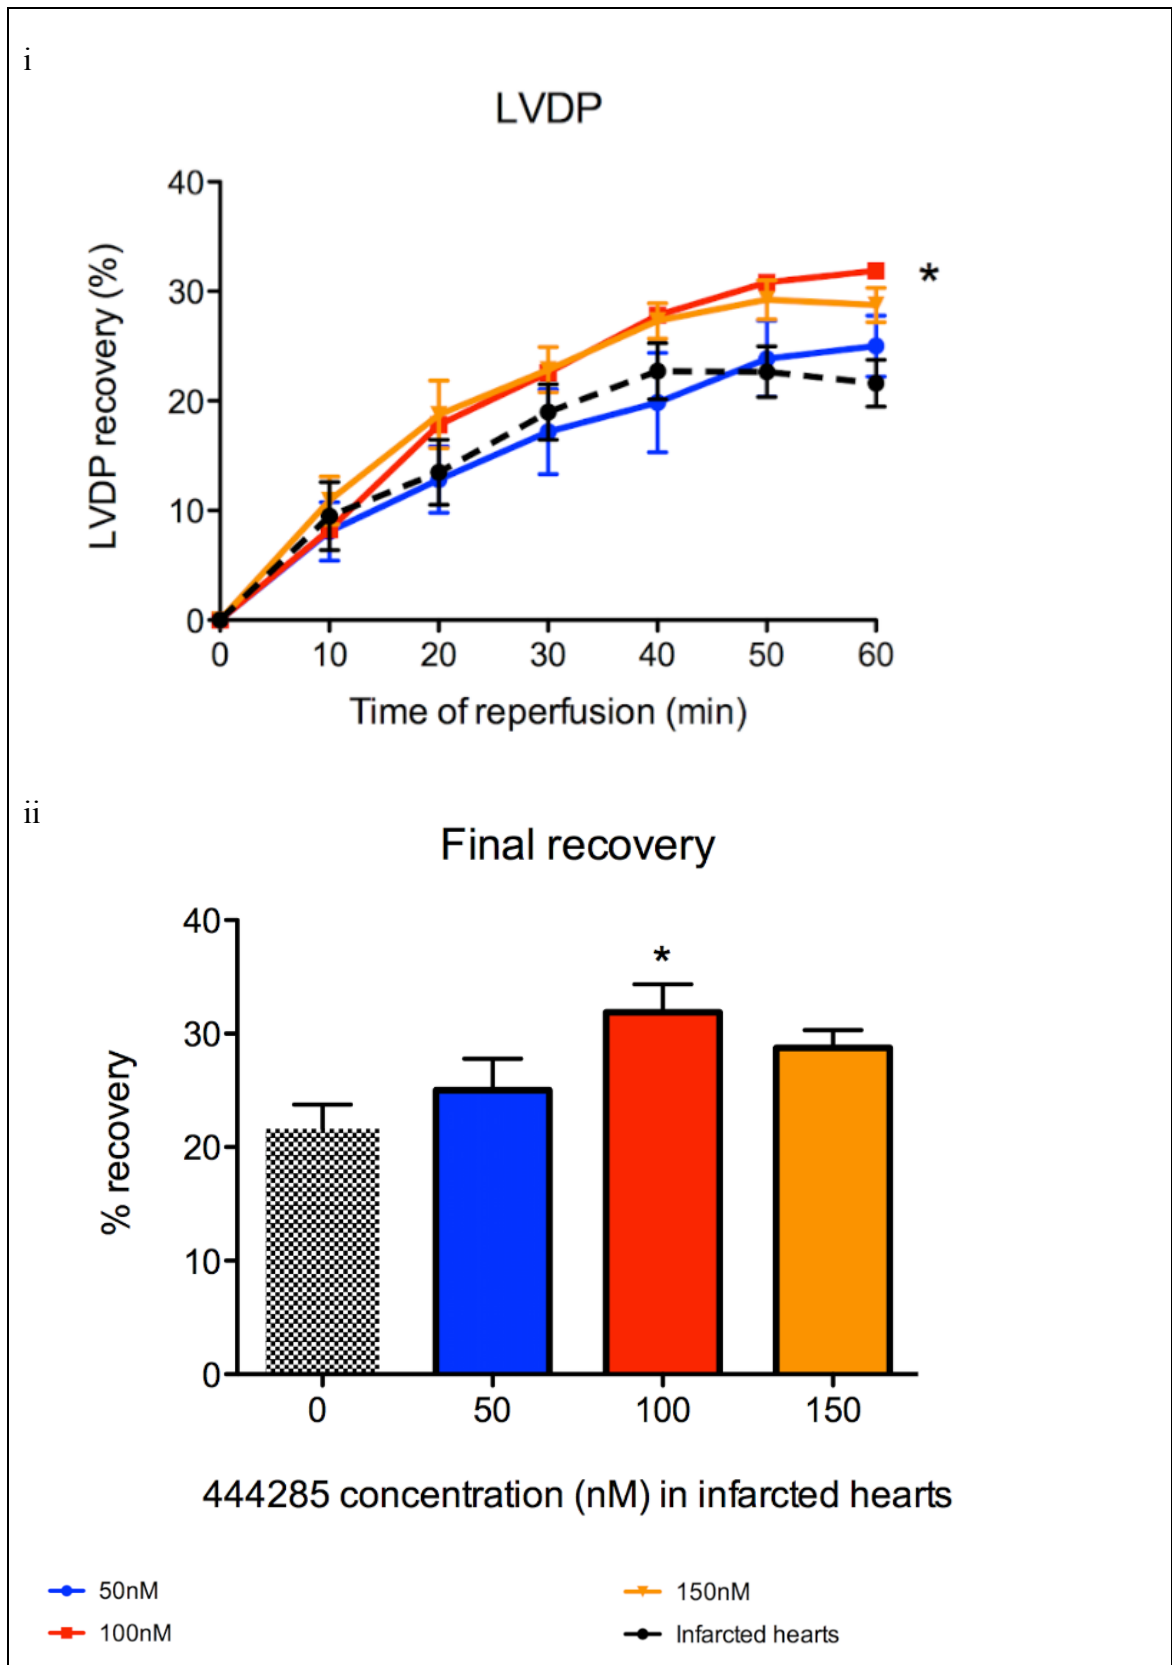 i
LVDP
LVDP recovery (%)
40
30
20
10
0
*
0 10 20 30 40 50 60
Time of reperfusion (min)
ii
Final recovery
% recovery
40
30
20
10
0
*
0 50 100 150
444285 concentration (nM) in infarcted hearts
50nM
100nM
150nM
Infarcted hearts